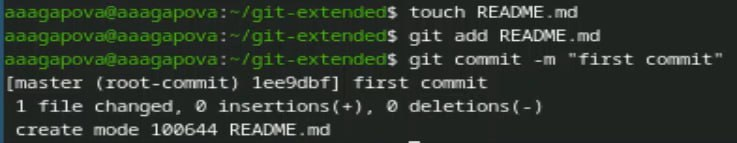 aaagapova@aaagapova:~/git-extended$ touch README.md
aaagapova@aaagapova:~/git-extended$ git add README.md
aaagapova@aaagapova:~/git-extended$ git commit -m "first commit"
[master (root-commit) 1ee9dbf] first commit
 1 file changed, 0 insertions(+), 0 deletions(-)
 create mode 100644 README.md